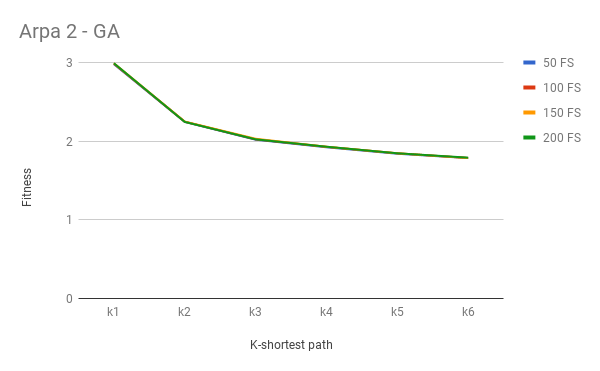 Arpa 2 - GA
3
2
1
0
Fitness
k1 k2 k3 k4 k5 k6
K-shortest path
50 FS
100 FS
150 FS
200 FS